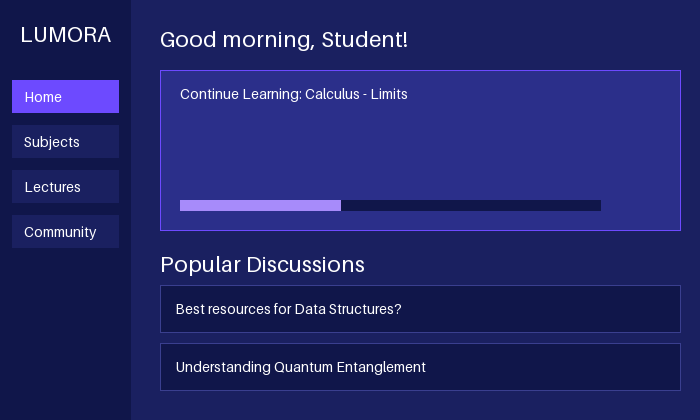 LUMORA
Home
Subjects
Lectures
Community
Good morning, Student!
Continue Learning: Calculus - Limits
Popular Discussions
Best resources for Data Structures?
Understanding Quantum Entanglement